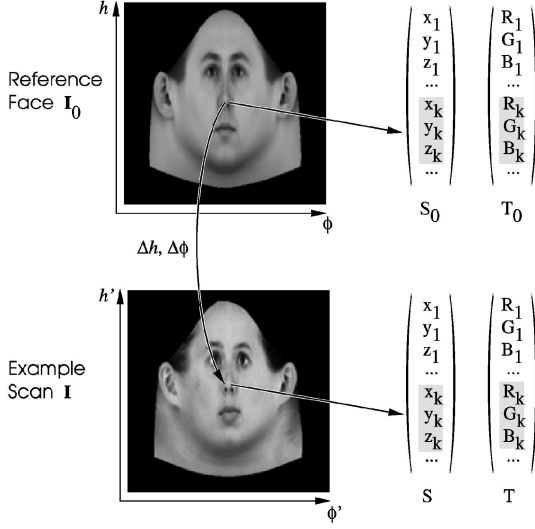 h
Reference
Face I₀
ϕ
x₁ R₁
y₁ G₁
z₁ B₁
... ...
xₖ Rₖ
yₖ Gₖ
zₖ Bₖ
... ...
S₀ T₀
Δh, Δϕ
h'
Example
Scan I
ϕ'
x₁ R₁
y₁ G₁
z₁ B₁
... ...
xₖ Rₖ
yₖ Gₖ
zₖ Bₖ
... ...
S T